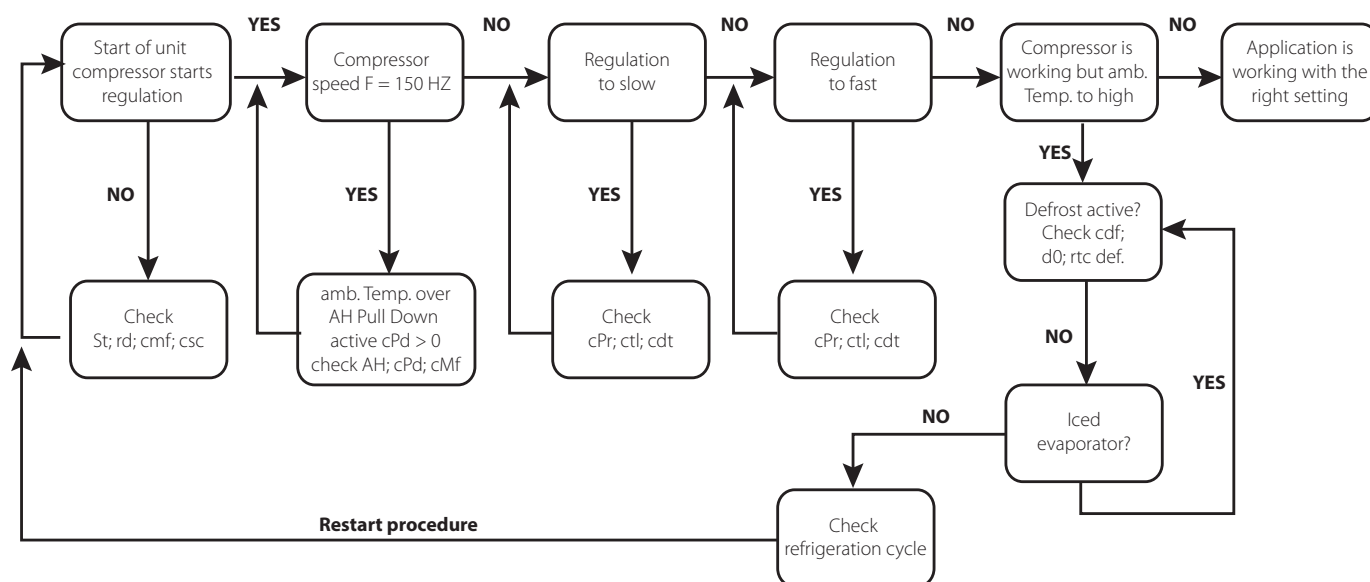 Start of unit
compressor starts
regulation
YES
Compressor
speed F = 150 HZ
NO
Regulation
to slow
NO
Regulation
to fast
NO
Compressor is
working but amb.
Temp. to high
NO
Application is
working with the
right setting
NO
YES
YES
YES
YES
Check
St; rd; cmf; csc
amb. Temp. over
AH Pull Down
active cPd > 0
check AH; cPd; cMf
Check
cPr; ctl; cdt
Check
cPr; ctl; cdt
Defrost active?
Check cdf;
d0; rtc def.
NO
YES
Iced
evaporator?
NO
Check
refrigeration cycle
Restart procedure